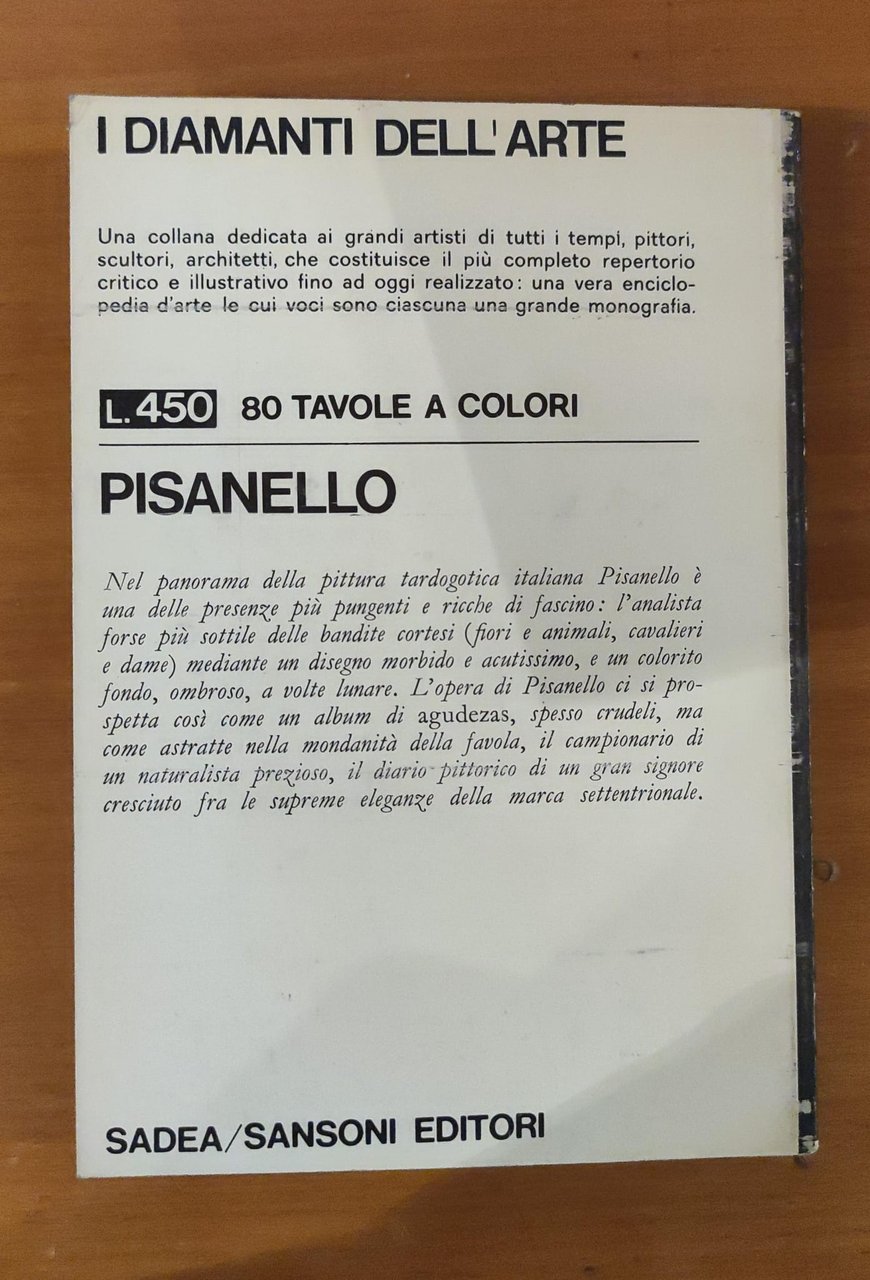 I DIAMANTI DELL'ARTE
Una collana dedicata ai grandi artisti di tutti i tempi, pittori,
scultori, architetti, che costituisce il più completo repertorio
critico e illustrativo fino ad oggi realizzato: una vera enciclo-
pedia d'arte le cui voci sono ciascuna una grande monografia.
L.450 80 TAVOLE A COLORI
PISANELLO
Nel panorama della pittura tardogotica italiana Pisanello è
una delle presenze più pungenti e ricche di fascino: l'analista
forse più sottile delle bandite cortesi (fiori e animali, cavalieri
e dame) mediante un disegno morbido e acutissimo, e un colorito
fondo, ombroso, a volte lunare. L'opera di Pisanello ci si pro-
spetta così come un album di agudezas, spesso crudeli, ma
come astratte nella mondanità della favola, il campionario di
un naturalista prezioso, il diario pittorico di un gran signore
cresciuto fra le supreme eleganze della marca settentrionale.
SADEA/SANSONI EDITORI